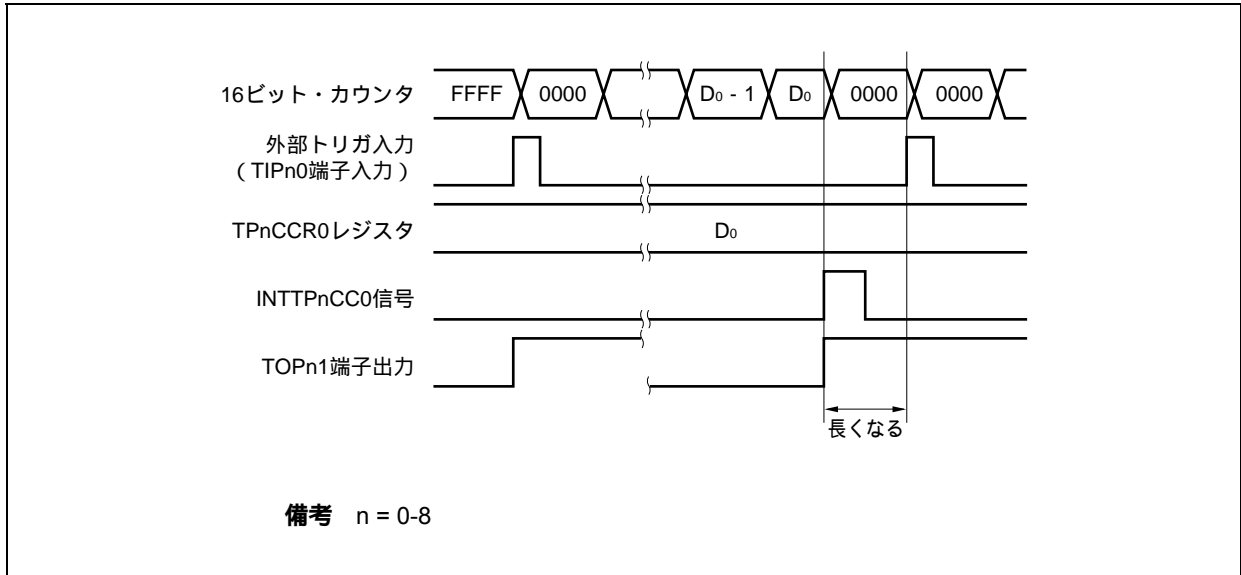 16ビット・カウンタ FFFF 0000 D0 - 1 D0 0000 0000
外部トリガ入力
(TIPn0端子入力)
TPnCCR0レジスタ D0
INTTPnCC0信号
TOPn1端子出力
長くなる
備考 n = 0-8